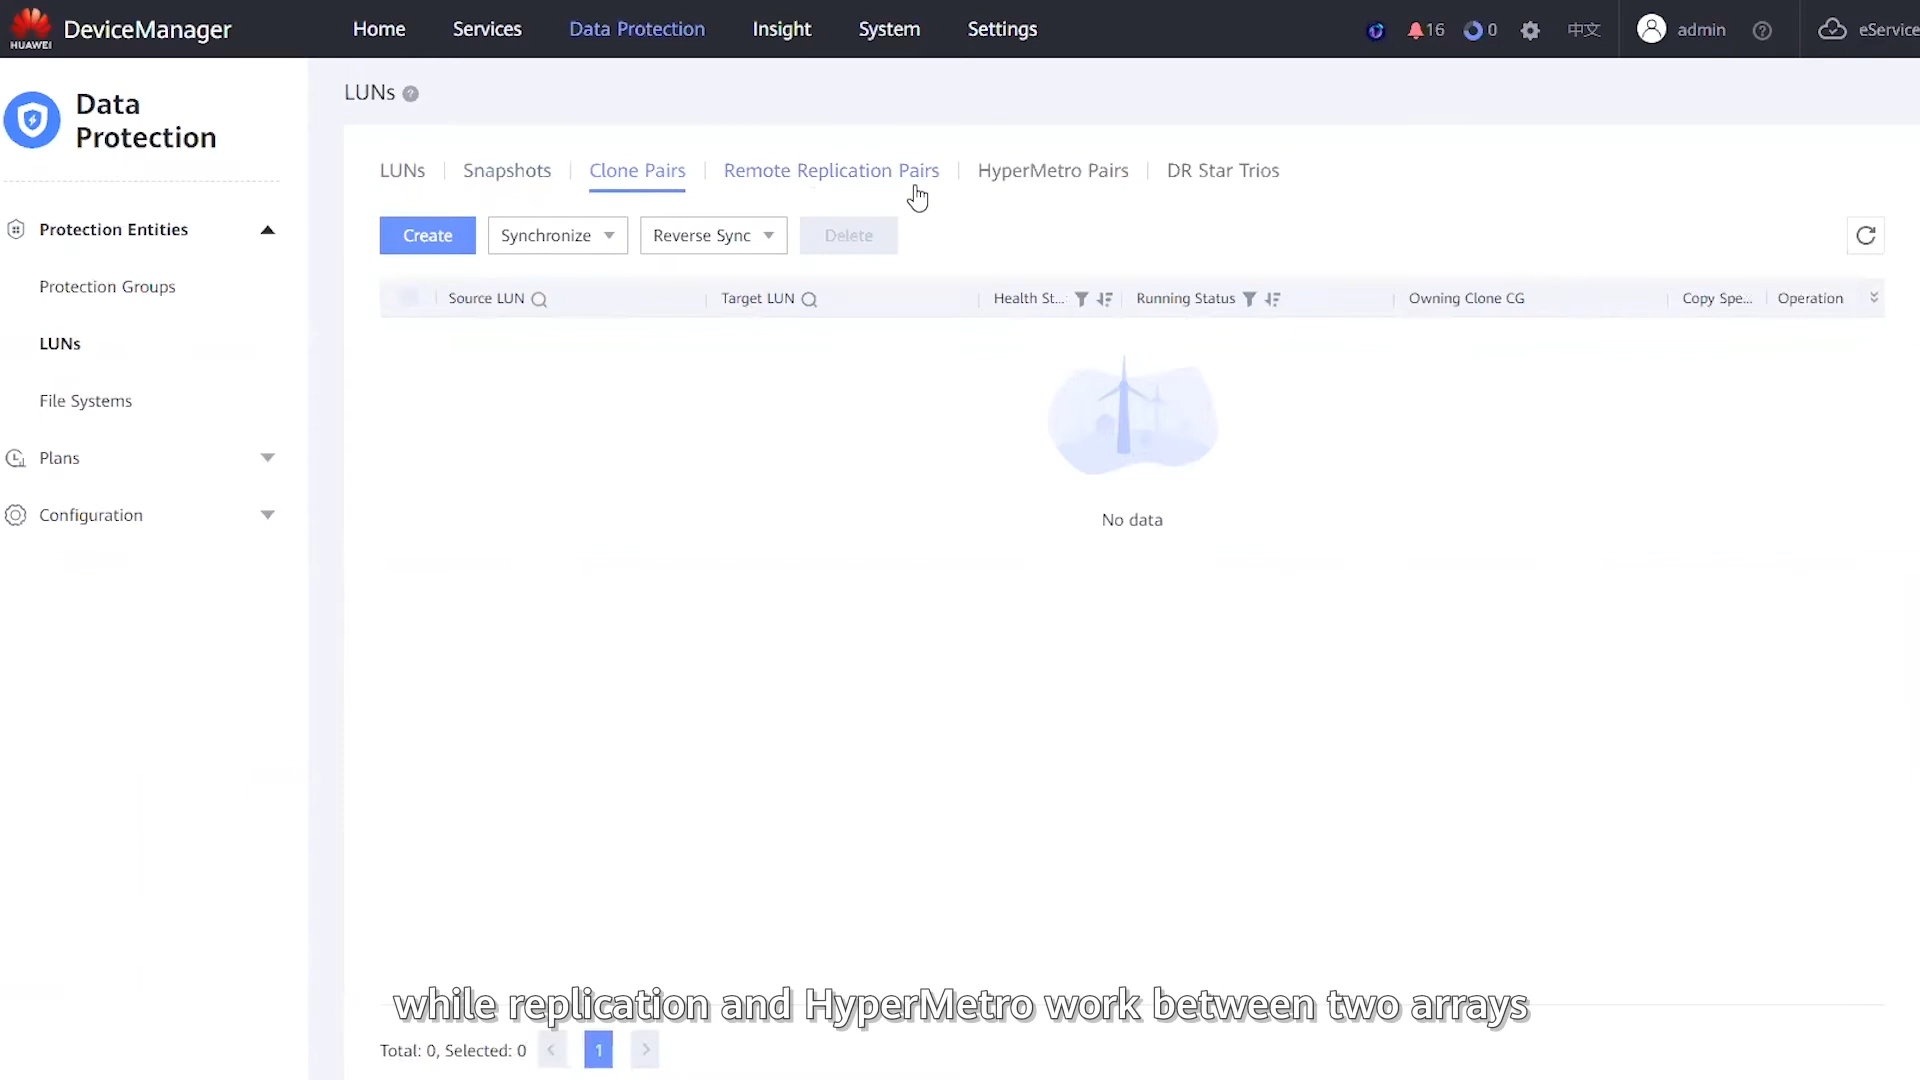 HUAWEI
DeviceManager
Home Services Data Protection Insight System Settings
16 0 中文 admin eService
Data
Protection
Protection Entities
Protection Groups
LUNs
File Systems
Plans
Configuration
LUNs
LUNs Snapshots Clone Pairs Remote Replication Pairs HyperMetro Pairs DR Star Trios
Create Synchronize Reverse Sync Delete
Source LUN Target LUN Health St... Running Status Owning Clone CG Copy Spe... Operation
No data
while replication and HyperMetro work between two arrays
Total: 0, Selected: 0 < 1 >